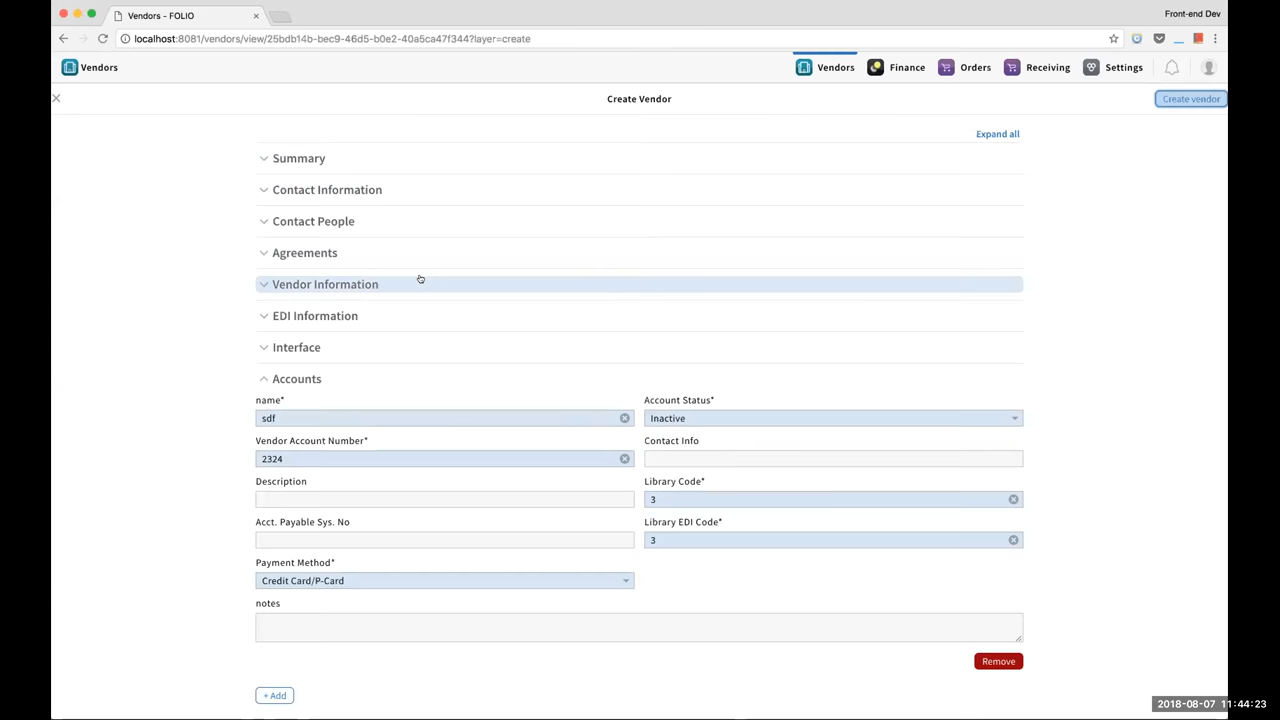 Vendors - FOLIO
Front-end Dev
localhost:8081/vendors/view/25bdb14b-bec9-46d5-b0e2-40a5ca47f344?layer=create
Vendors
Vendors Finance Orders Receiving Settings
Create Vendor
Create vendor
Expand all
Summary
Contact Information
Contact People
Agreements
Vendor Information
EDI Information
Interface
Accounts
name* Account Status*
sdf Inactive
Vendor Account Number* Contact Info
2324
Description Library Code*
3
Acct. Payable Sys. No Library EDI Code*
3
Payment Method*
Credit Card/P-Card
notes
Remove
+ Add
2018-08-07 11:44:23